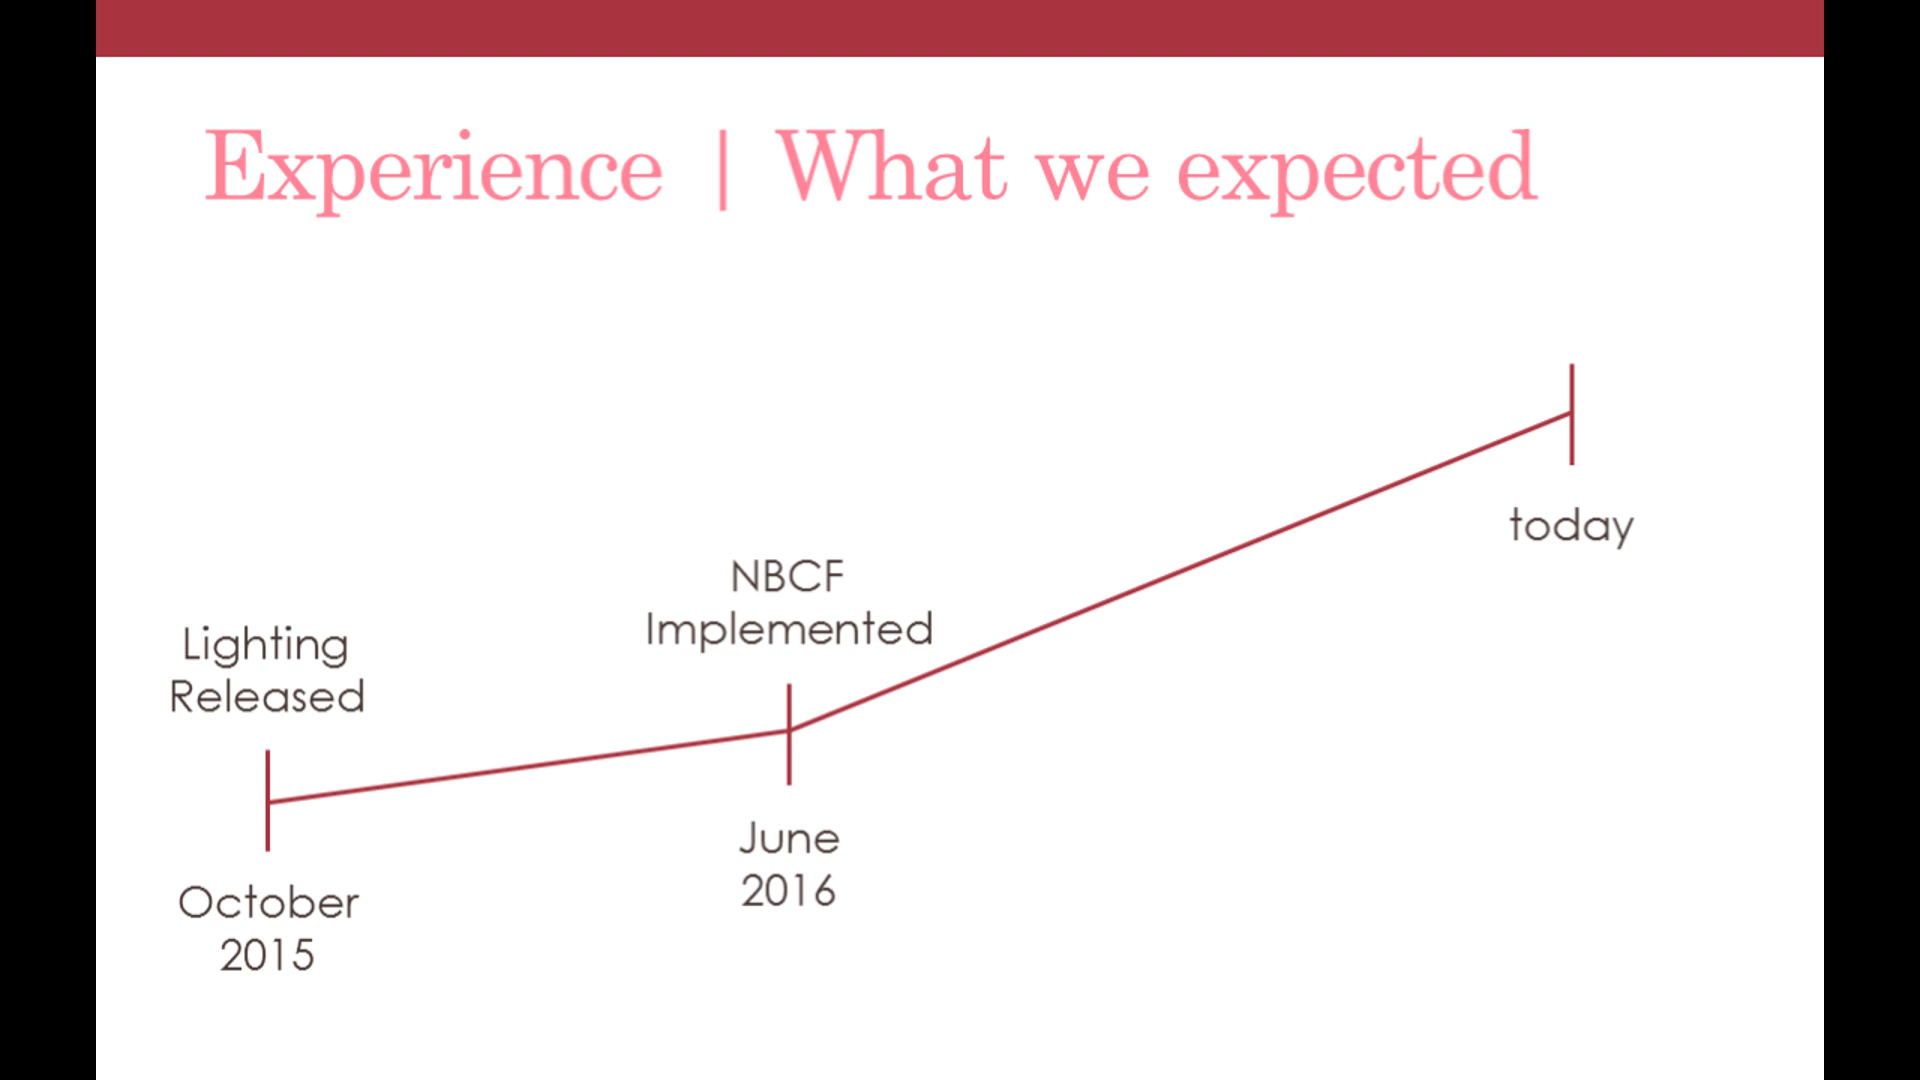 Experience | What we expected
today
NBCF
Implemented
Lighting
Released
June
2016
October
2015